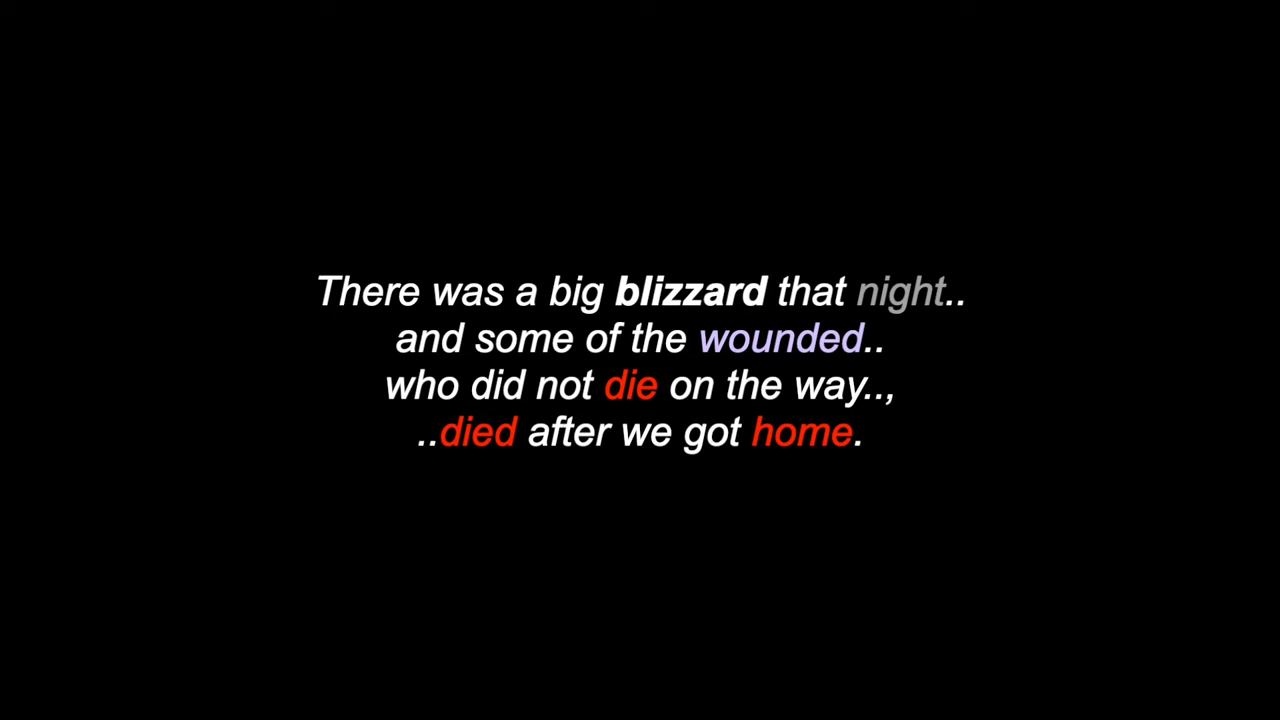 There was a big blizzard that night..
and some of the wounded..
who did not die on the way..,
..died after we got home.